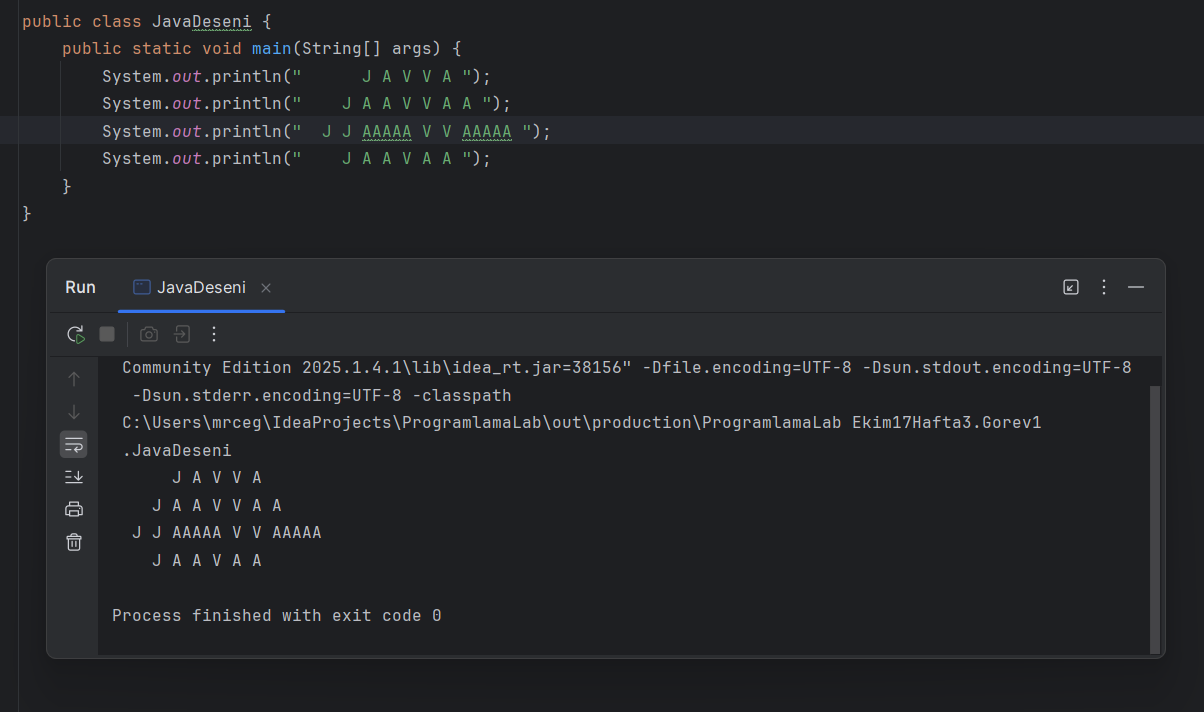 public class JavaDeseni {
    public static void main(String[] args) {
        System.out.println("      J A V V A ");
        System.out.println("    J A A V V A A ");
        System.out.println("  J J AAAAA V V AAAAA ");
        System.out.println("    J A A V A A ");
    }
}
Run JavaDeseni
Community Edition 2025.1.4.1\lib\idea_rt.jar=38156" -Dfile.encoding=UTF-8 -Dsun.stdout.encoding=UTF-8
-Dsun.stderr.encoding=UTF-8 -classpath
C:\Users\mrceg\IdeaProjects\ProgramlamaLab\out\production\ProgramlamaLab Ekim17Hafta3.Gorev1
.JavaDeseni
      J A V V A
    J A A V V A A
  J J AAAAA V V AAAAA
    J A A V A A
Process finished with exit code 0